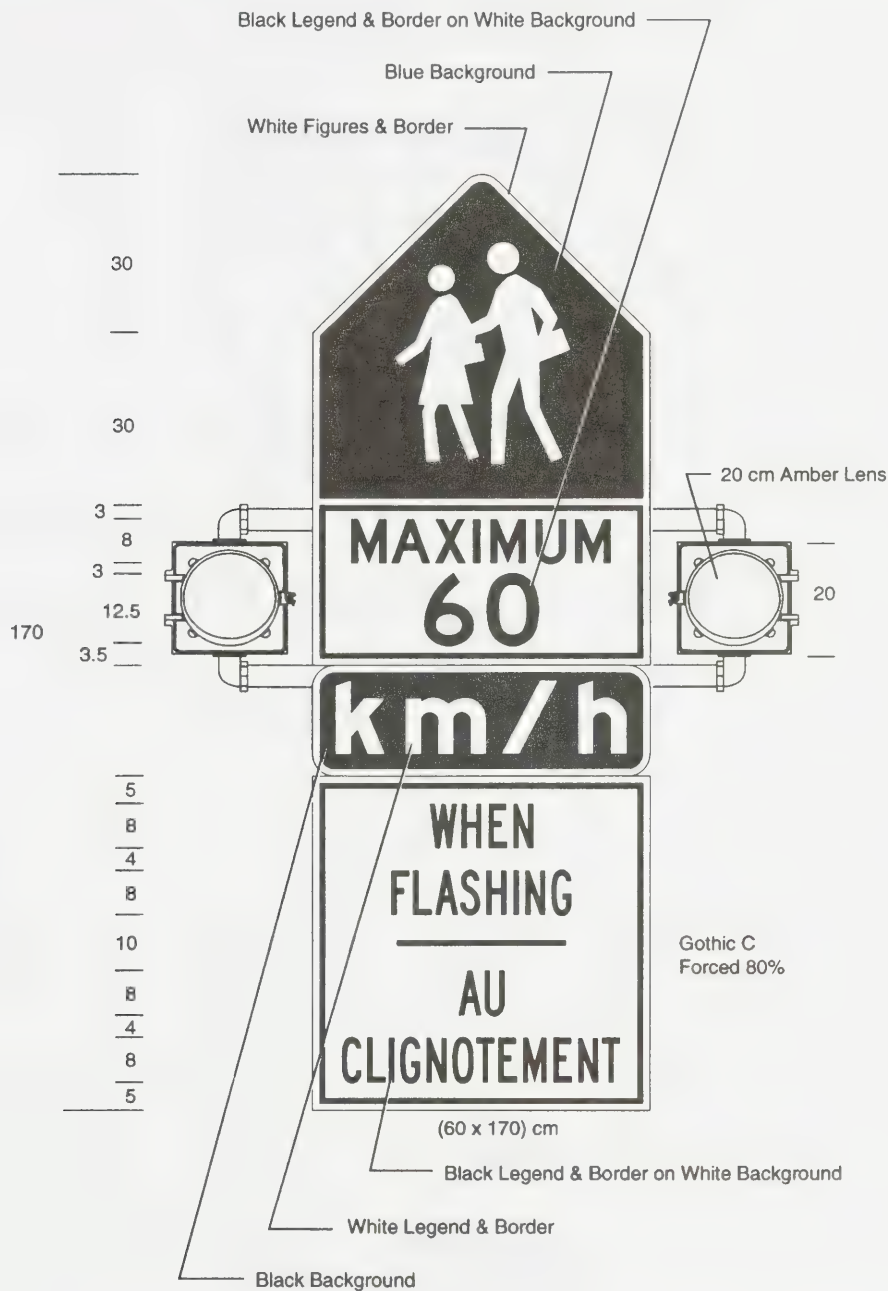 Black Legend & Border on White Background
Blue Background
White Figures & Border
30
30
20 cm Amber Lens
3
8
3
12.5
3.5
170
20
MAXIMUM
60
km/h
5
8
4
8
10
8
4
8
5
WHEN
FLASHING
AU
CLIGNOTEMENT
Gothic C
Forced 80%
(60 x 170) cm
Black Legend & Border on White Background
White Legend & Border
Black Background